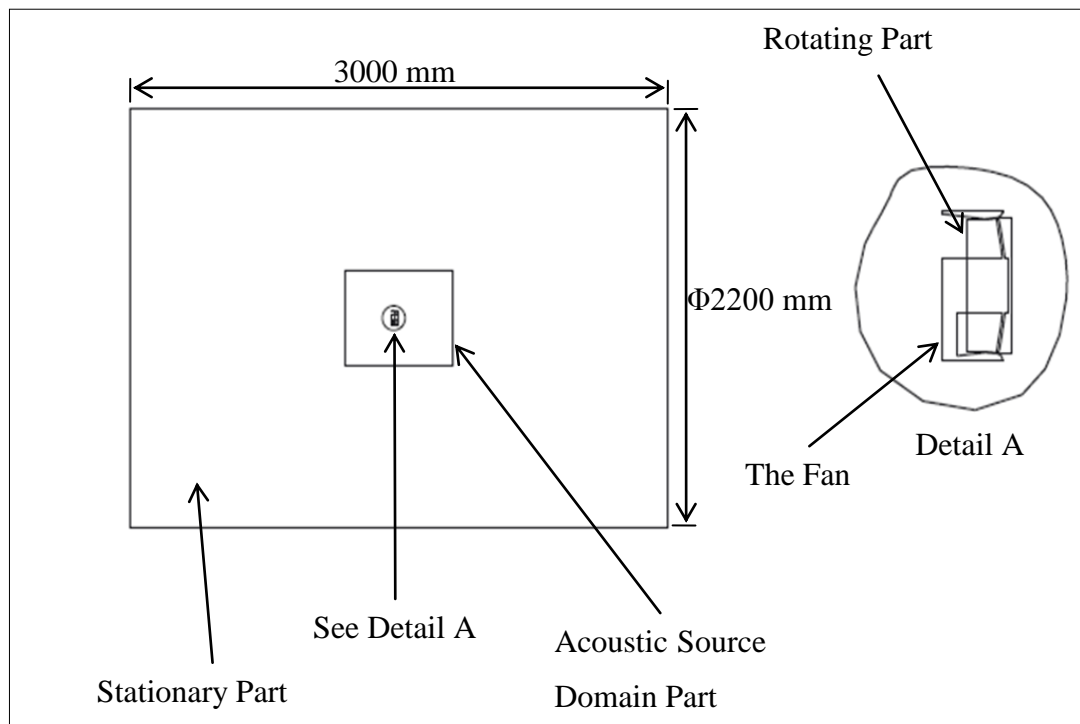 Rotating Part
3000 mm
Φ2200 mm
Detail A
The Fan
See Detail A
Acoustic Source
Domain Part
Stationary Part